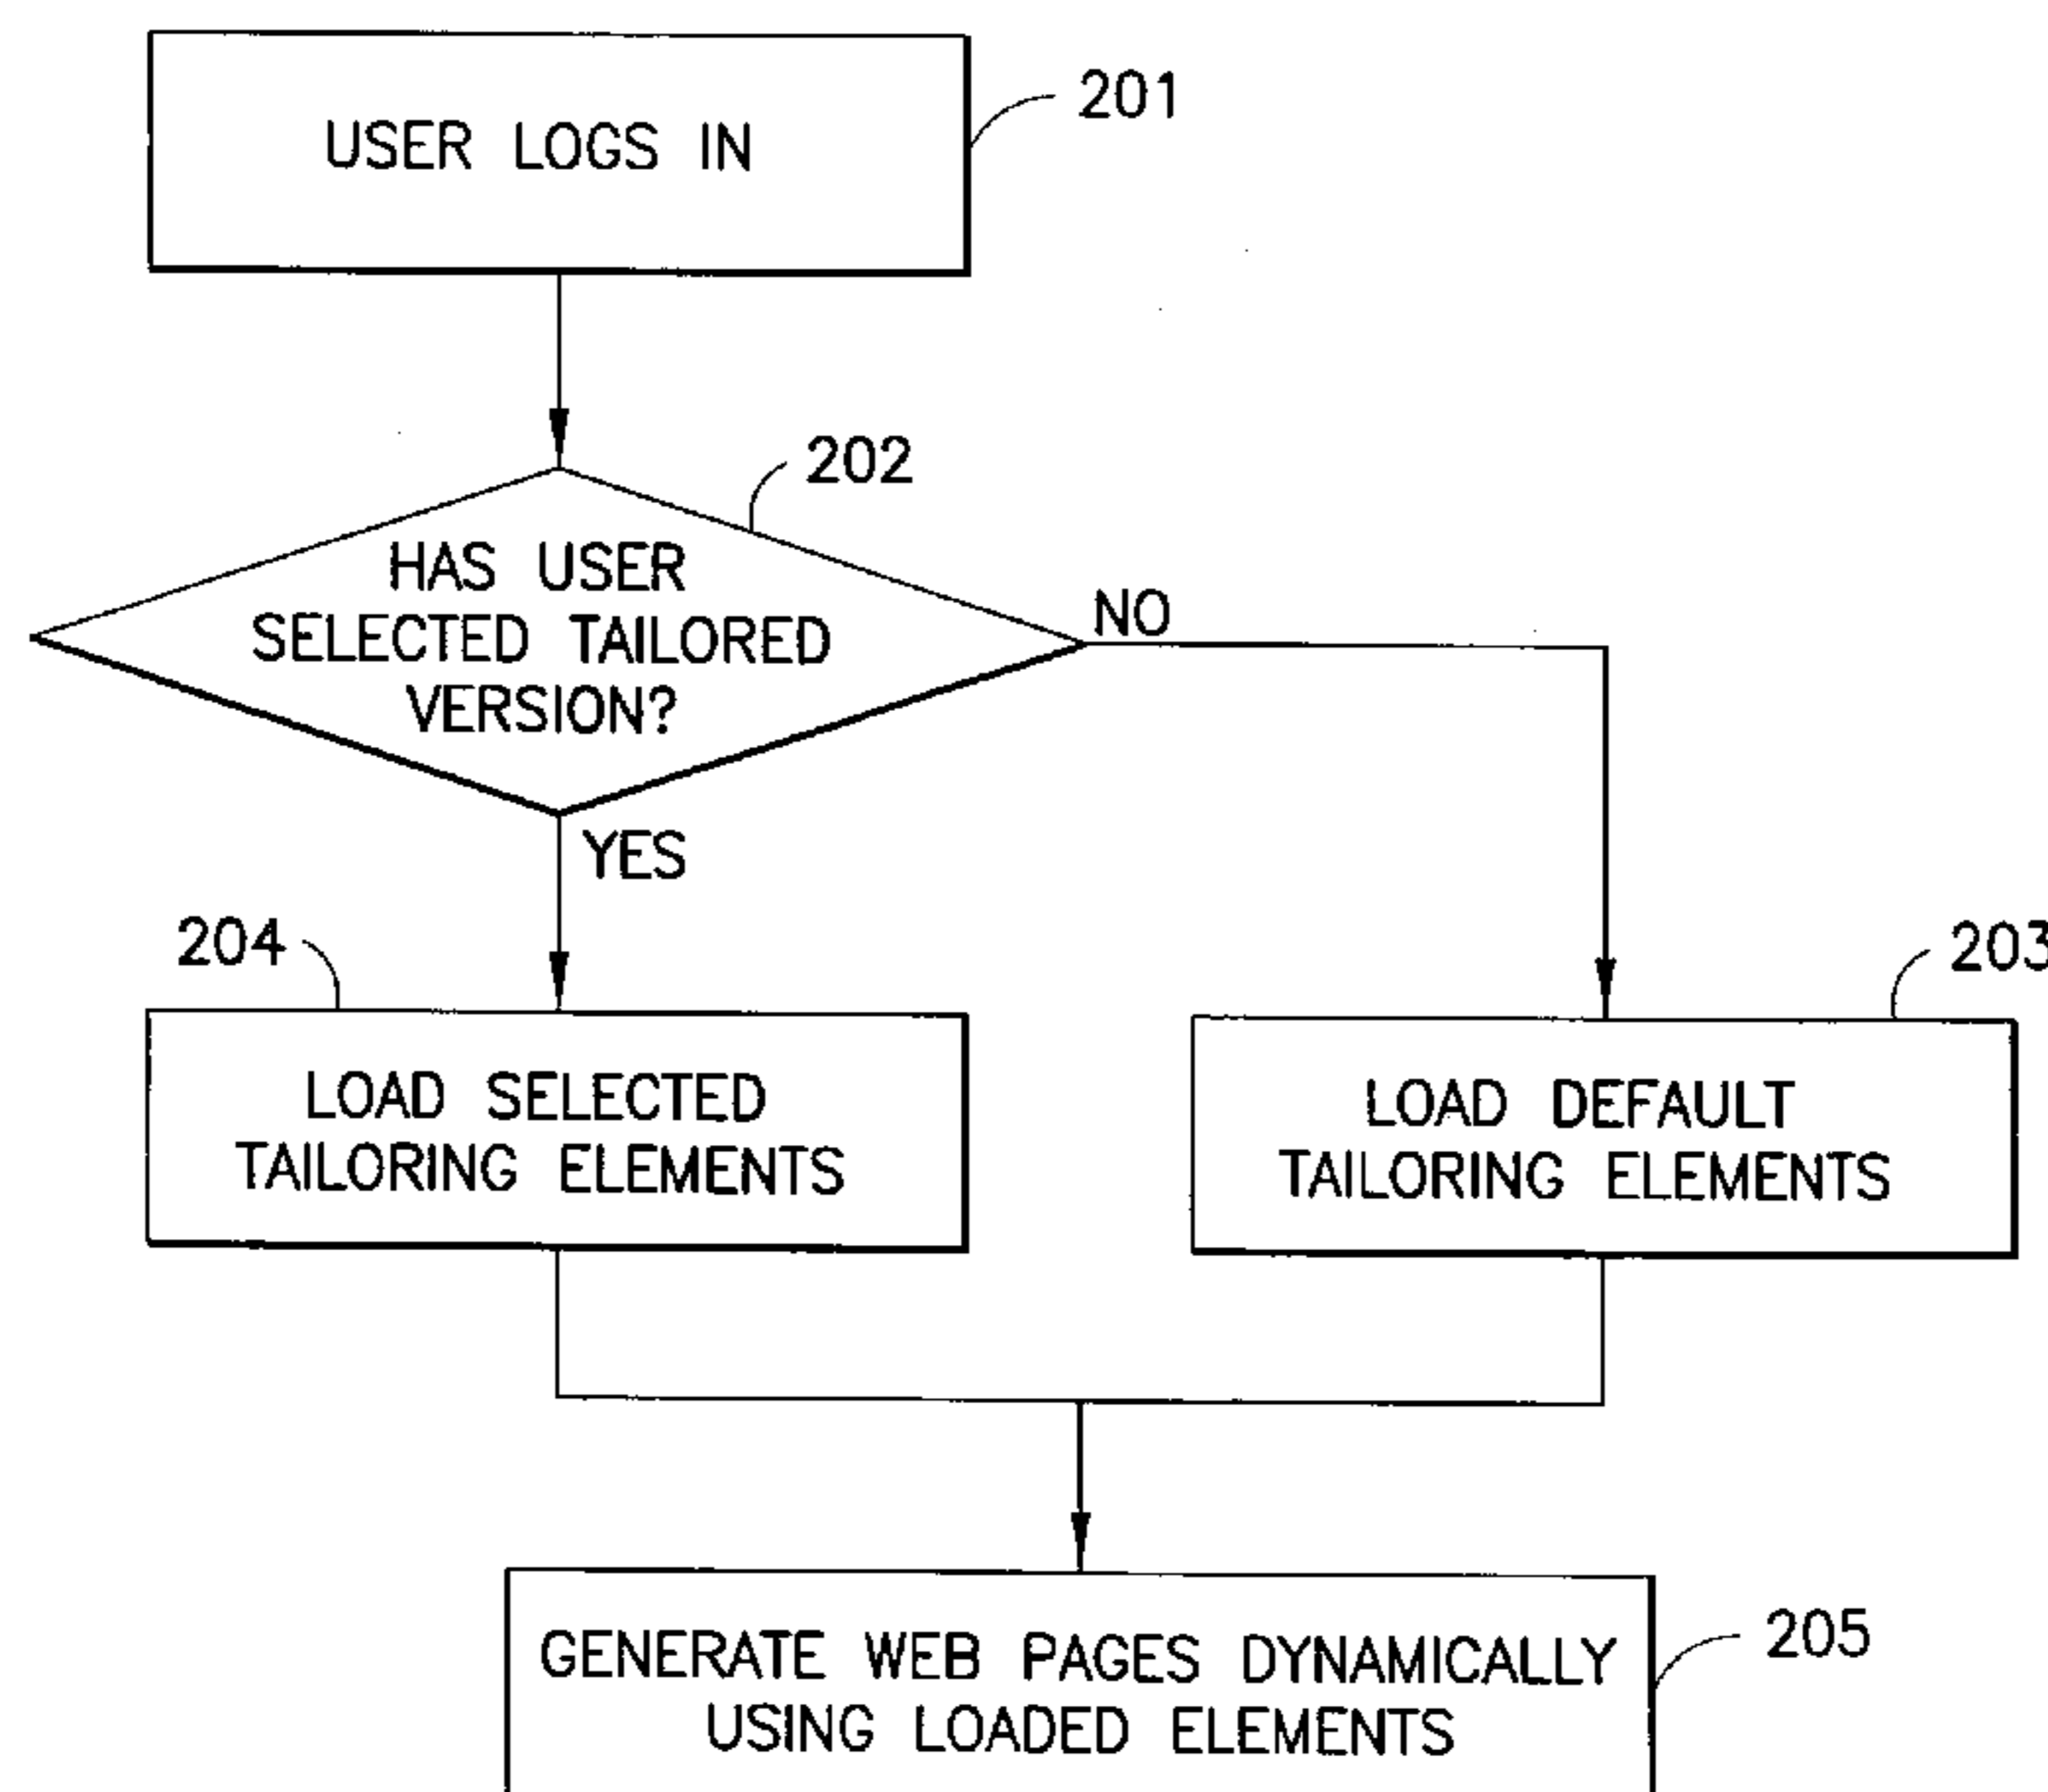 USER LOGS IN
201
202
HAS USER
SELECTED TAILORED
VERSION?
NO
YES
204
203
LOAD SELECTED
TAILORING ELEMENTS
LOAD DEFAULT
TAILORING ELEMENTS
GENERATE WEB PAGES DYNAMICALLY
USING LOADED ELEMENTS
205